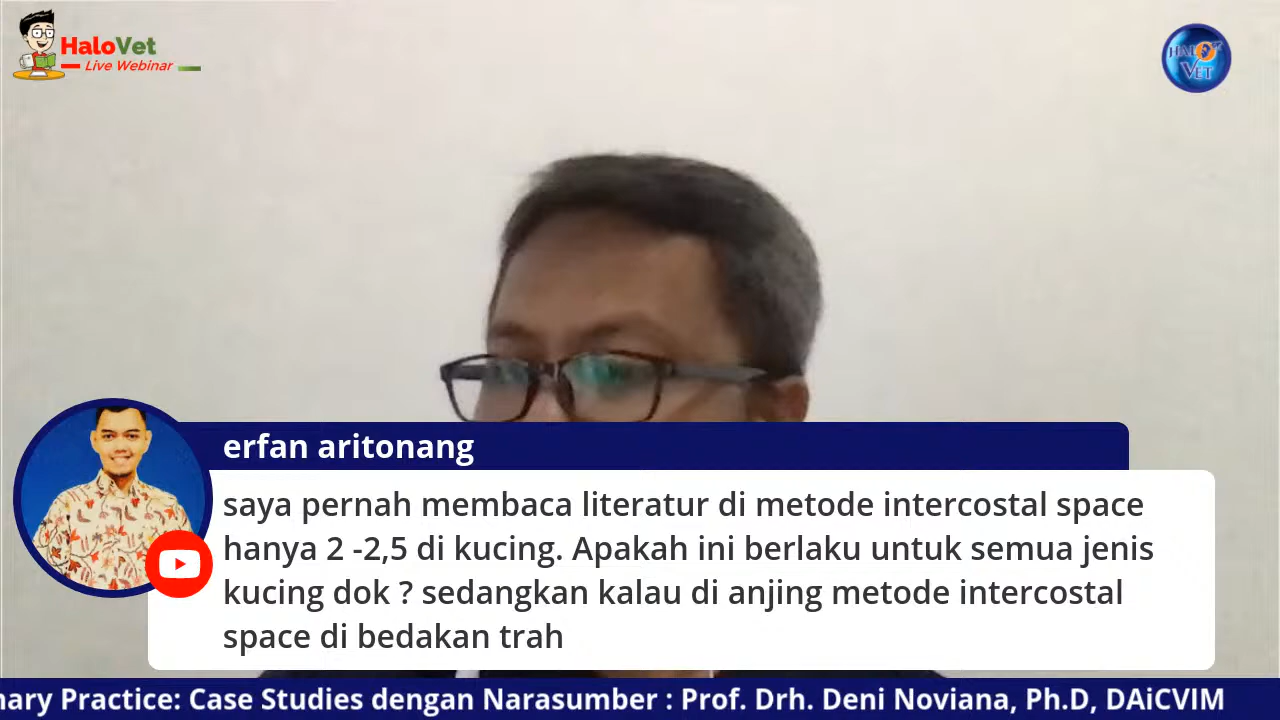 HaloVet
Live Webinar
HALO VET
erfan aritonang
saya pernah membaca literatur di metode intercostal space
hanya 2 -2,5 di kucing. Apakah ini berlaku untuk semua jenis
kucing dok ? sedangkan kalau di anjing metode intercostal
space di bedakan trah
nary Practice: Case Studies dengan Narasumber : Prof. Drh. Deni Noviana, Ph.D, DAiCVIM